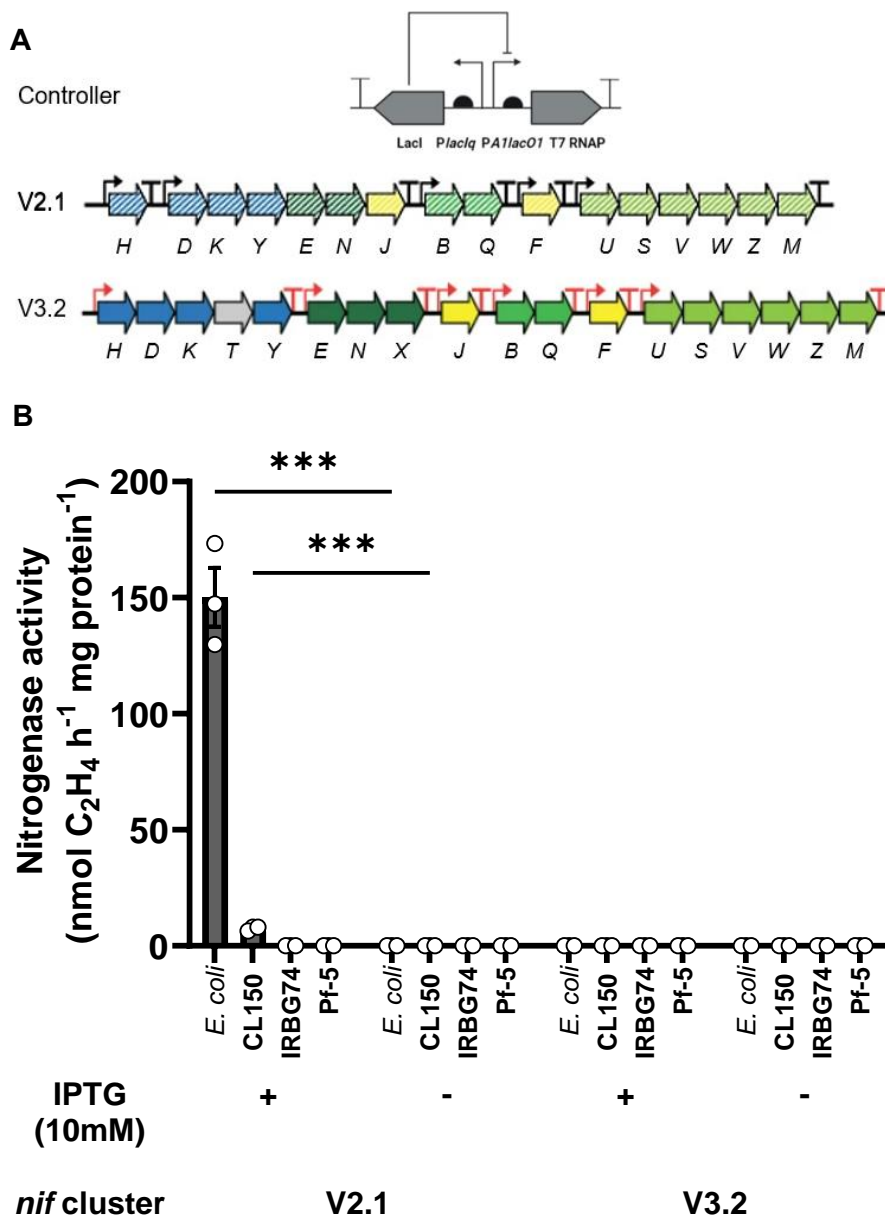 A
Controller
LacI PlacIq PA1lacO1 T7 RNAP
V2.1
H D K Y E N J B Q F U S V W Z M
V3.2
H D K T Y E N X J B Q F U S V W Z M
B
***
***
Nitrogenase activity
(nmol C₂H₄ h⁻¹ mg protein⁻¹)
200
150
100
50
0
E. coli CL150 IRBG74 Pf-5 E. coli CL150 IRBG74 Pf-5 E. coli CL150 IRBG74 Pf-5 E. coli CL150 IRBG74 Pf-5
IPTG + - + -
(10mM)
nif cluster V2.1 V3.2